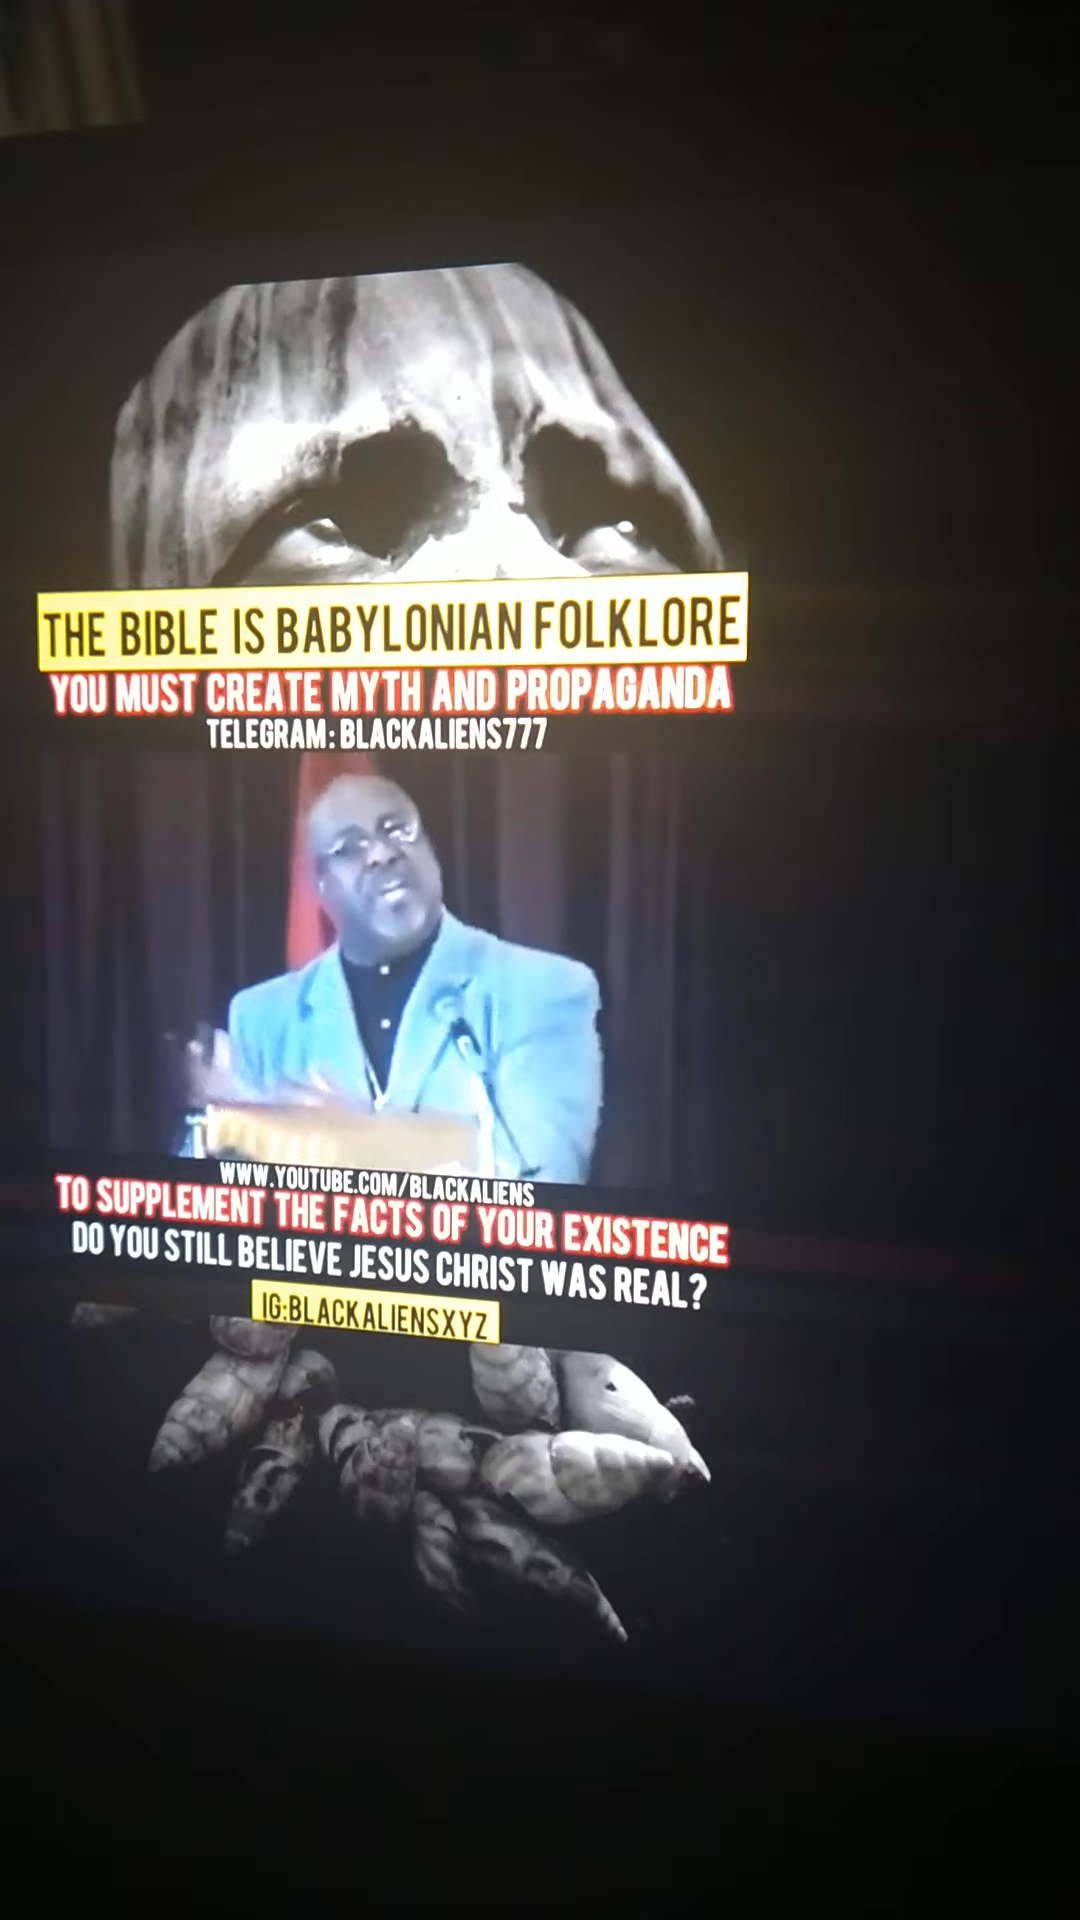 THE BIBLE IS BABYLONIAN FOLKLORE
YOU MUST CREATE MYTH AND PROPAGANDA
TELEGRAM: BLACKALIENS777
WWW.YOUTUBE.COM/BLACKALIENS
TO SUPPLEMENT THE FACTS OF YOUR EXISTENCE
DO YOU STILL BELIEVE JESUS CHRIST WAS REAL?
IG:BLACKALIENSXYZ